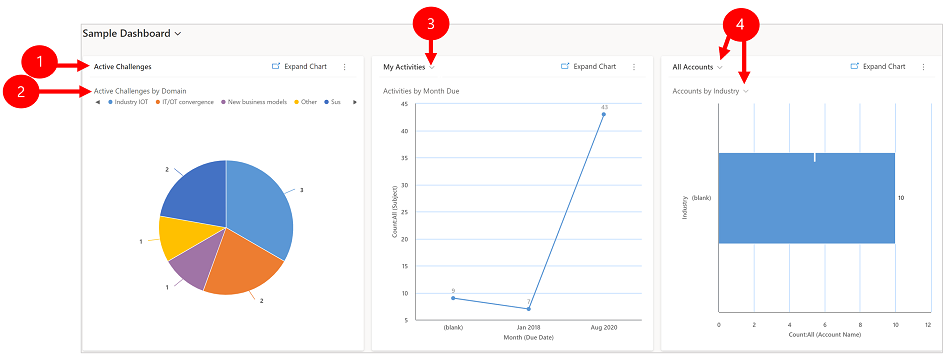 3
4
Sample Dashboard
1
Active Challenges
Expand Chart
My Activities
Expand Chart
All Accounts
Expand Chart
2
Active Challenges by Domain
Activities by Month Due
Accounts by Industry
Industry IOT
IT/OT convergence
New business models
Other
Sus
3
2
1
1
2
45
40
35
30
25
20
15
10
5
Count:All (Subject)
9
7
43
(blank)
Jan 2018
Aug 2020
Month (Due Date)
Industry
(blank)
10
0
2
4
6
8
10
12
Count:All (Account Name)